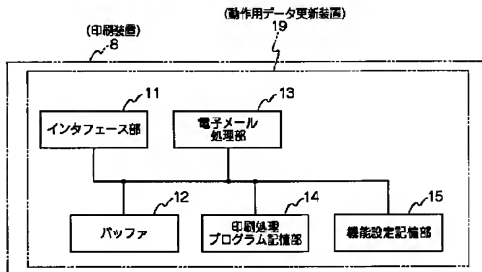 (印刷装置)
8
(動作用データ更新装置)
19
11
インタフェース部
13
電子メール
処理部
12
バッファ
14
印刷処理
プログラム記憶部
15
機能設定記憶部